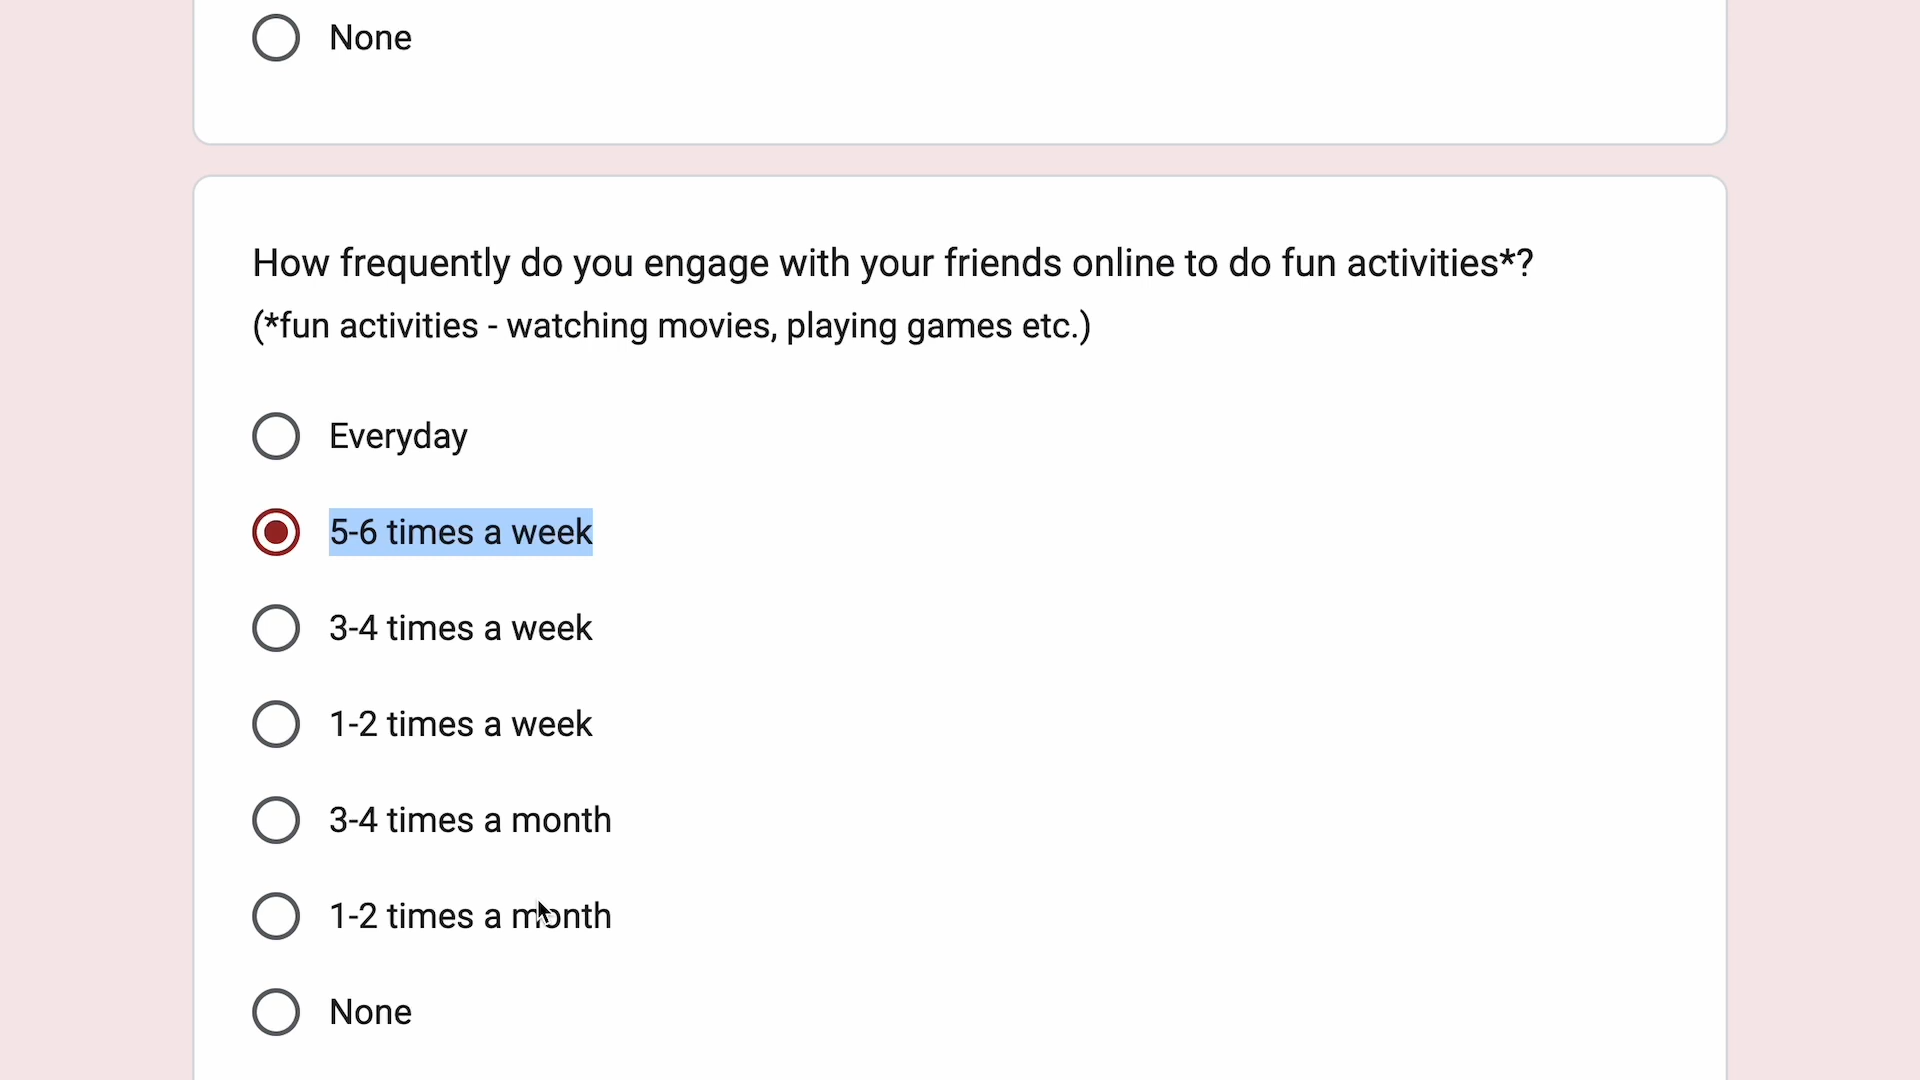 None
How frequently do you engage with your friends online to do fun activities*?
(*fun activities - watching movies, playing games etc.)
Everyday
5-6 times a week
3-4 times a week
1-2 times a week
3-4 times a month
1-2 times a month
None